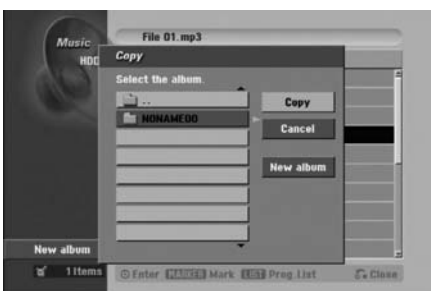 Music
HDD
File 01.mp3
Copy
Select the album.
..
NONAME00
Copy
Cancel
New album
New album
1 Items
Enter MARKER Mark LIST Prog.List
Close